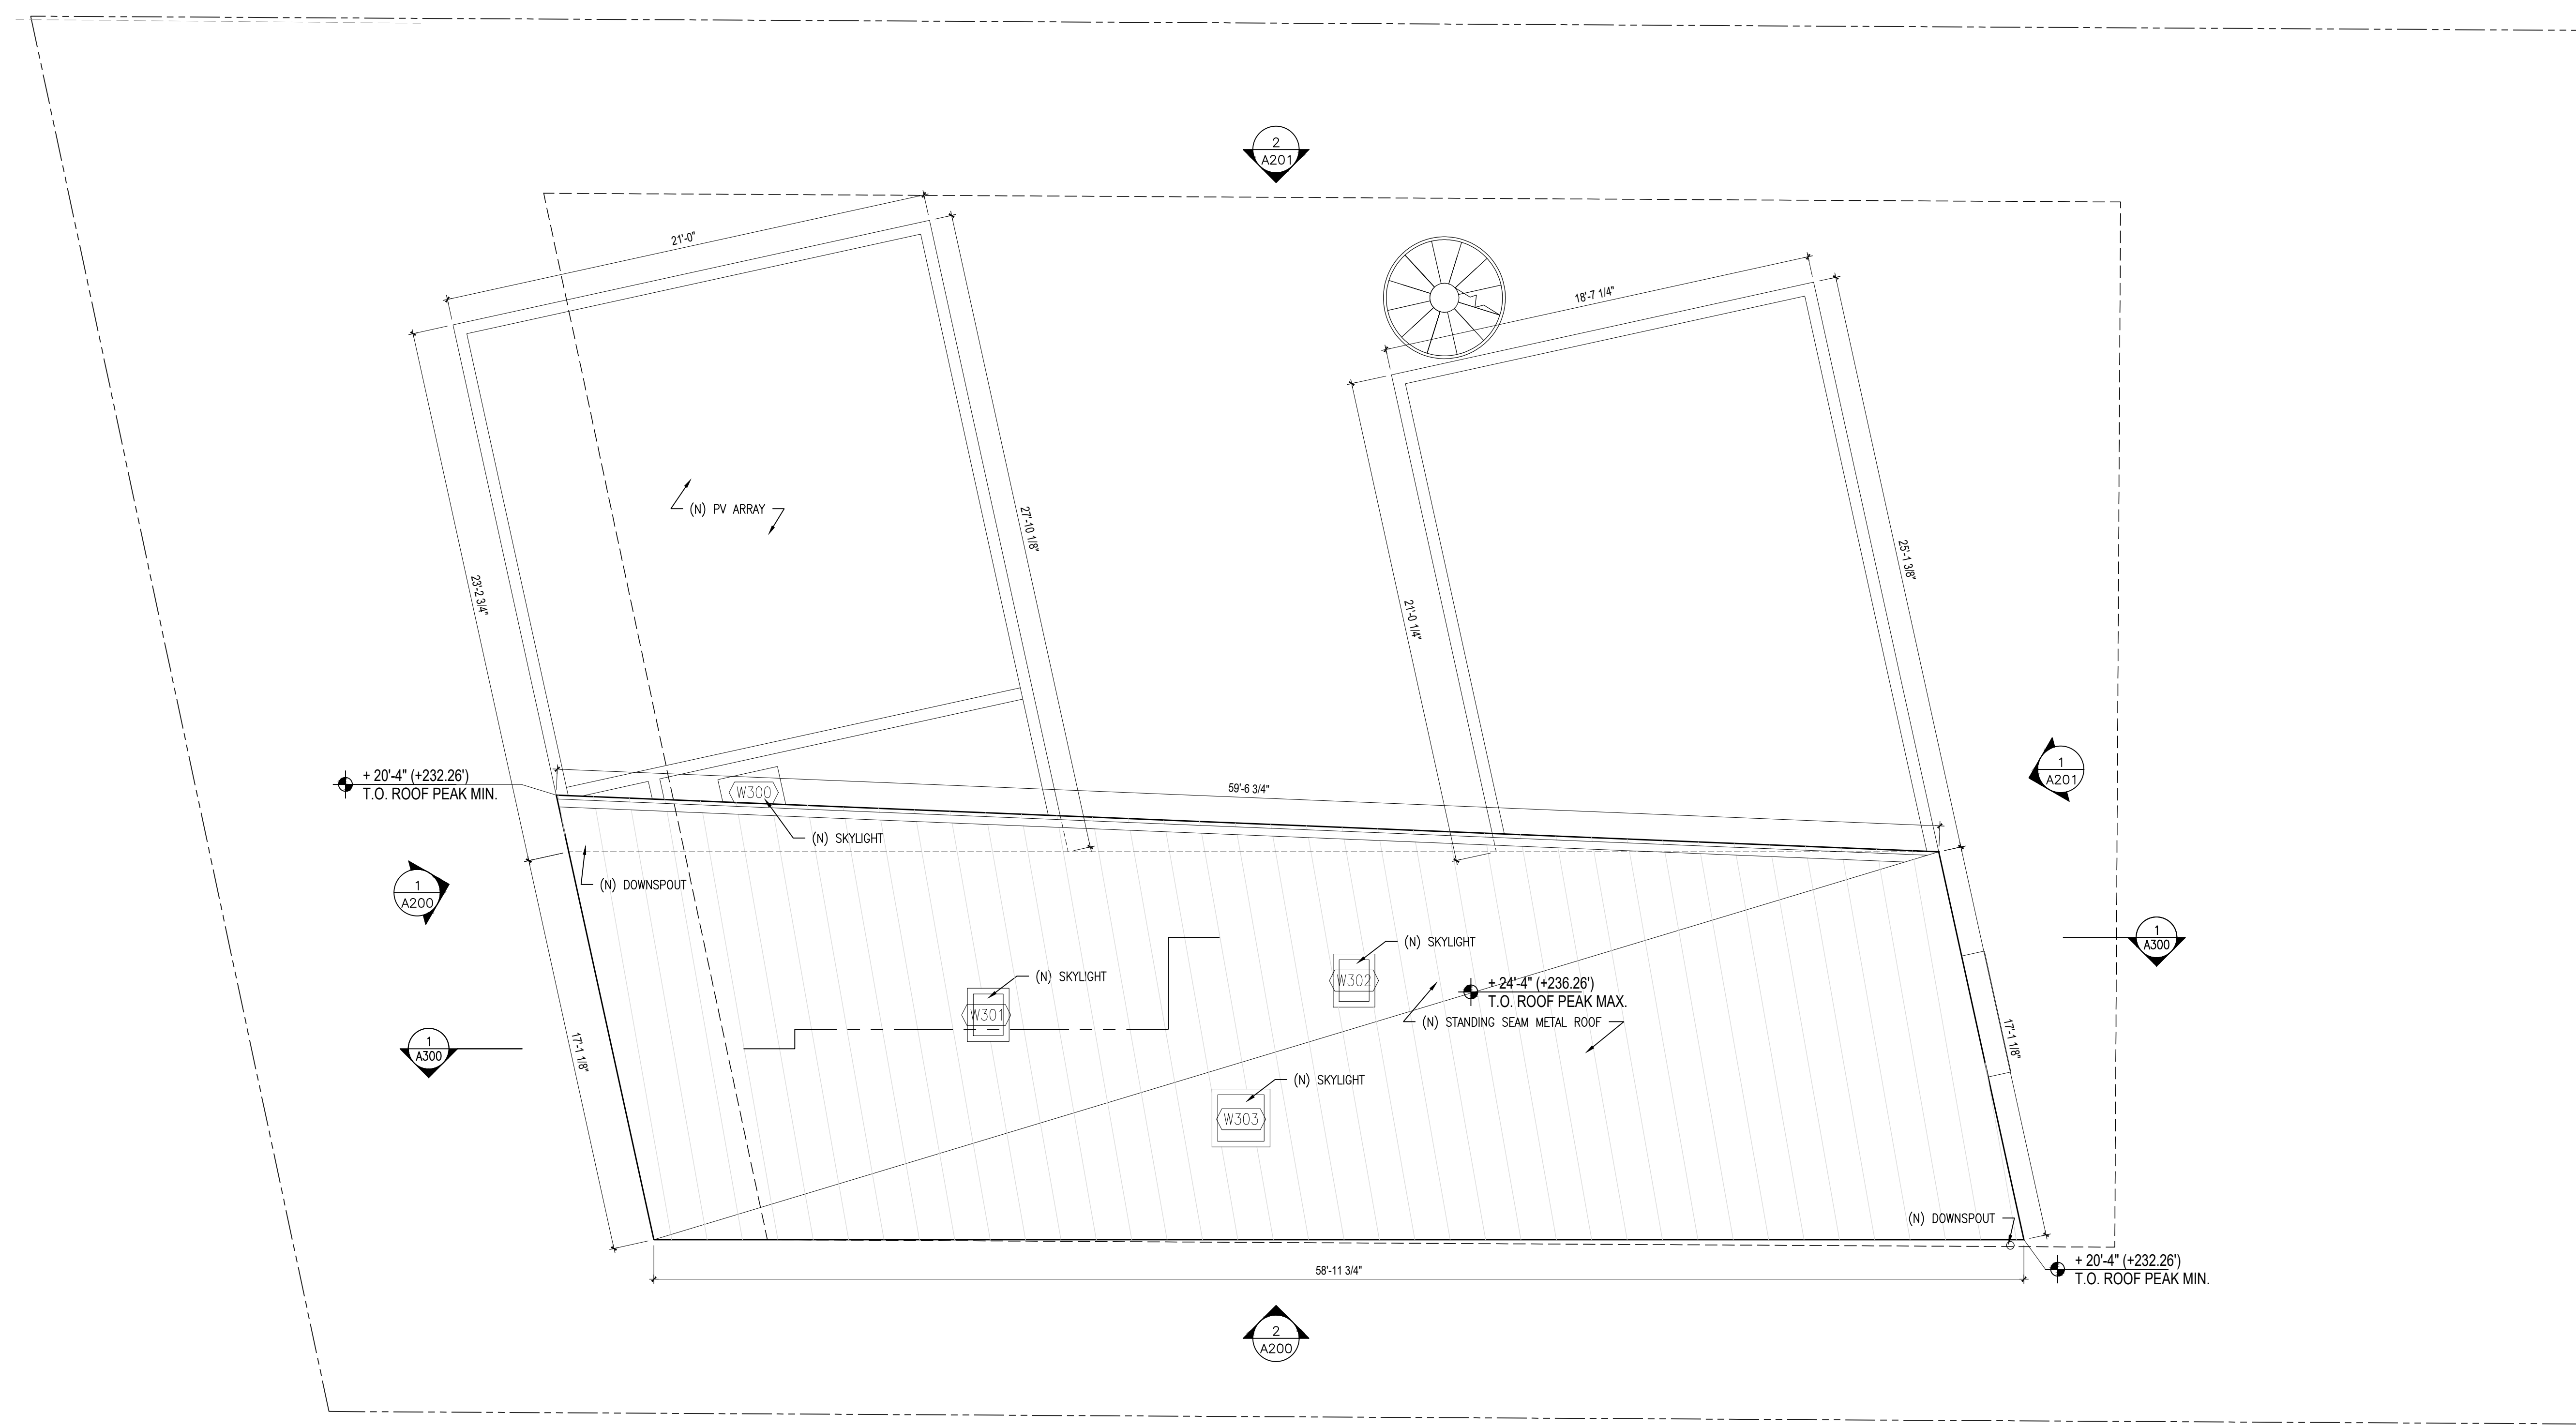 2
A201
21'-0"
18'-7 1/4"
(N) PV ARRAY
27'-10 1/8"
25'-1 3/8"
23'-2 3/4"
21'-0 1/4"
+ 20'-4" (+232.26')
T.O. ROOF PEAK MIN.
W300
59'-6 3/4"
1
A201
(N) SKYLIGHT
(N) DOWNSPOUT
1
A200
(N) SKYLIGHT
1
A300
(N) SKYLIGHT
W302
+ 24'-4" (+236.26')
T.O. ROOF PEAK MAX.
W301
(N) STANDING SEAM METAL ROOF
1
A300
17'-1 1/8"
17'-1 1/8"
(N) SKYLIGHT
W303
(N) DOWNSPOUT
+ 20'-4" (+232.26')
T.O. ROOF PEAK MIN.
58'-11 3/4"
2
A200